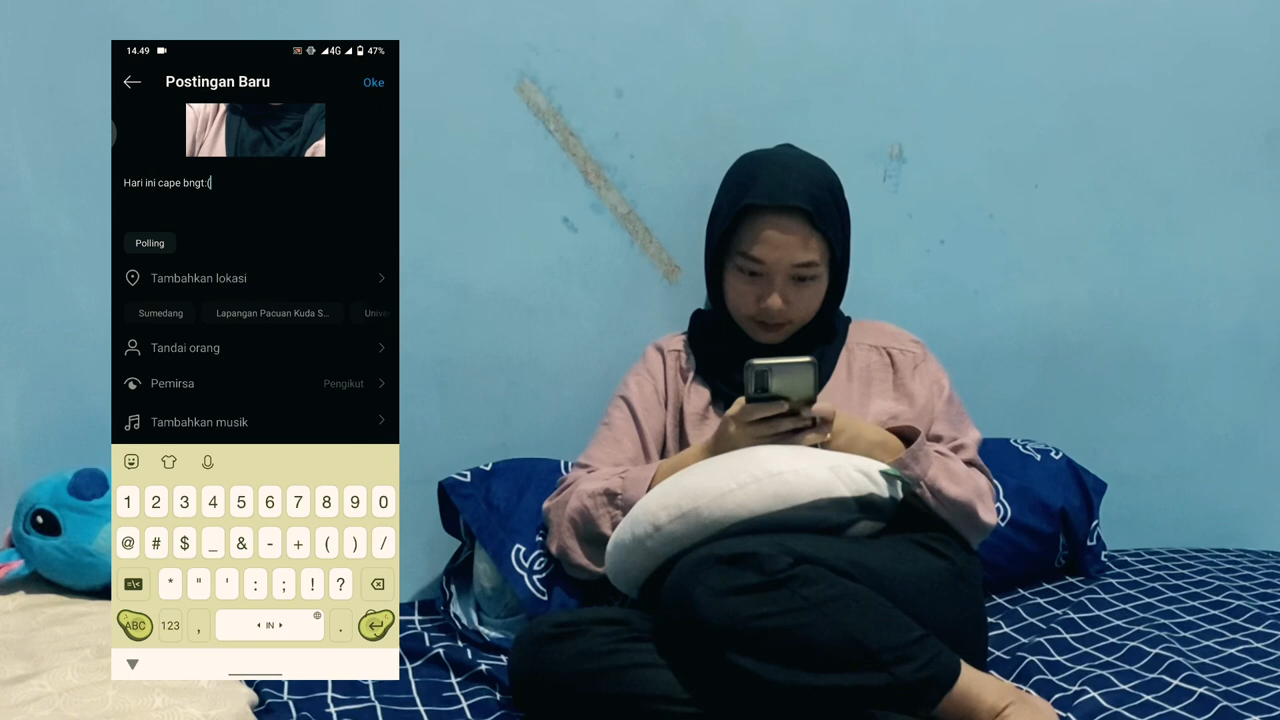 14.49 4G 47%
Postingan Baru Oke
Hari ini cape bngt:(
Polling
Tambahkan lokasi
Sumedang Lapangan Pacuan Kuda S... Unive
Tandai orang
Pemirsa Pengikut
Tambahkan musik
1 2 3 4 5 6 7 8 9 0
@ # $ _ & - + ( ) /
=\< * " ' : ; ! ?
ABC 123 , IN .